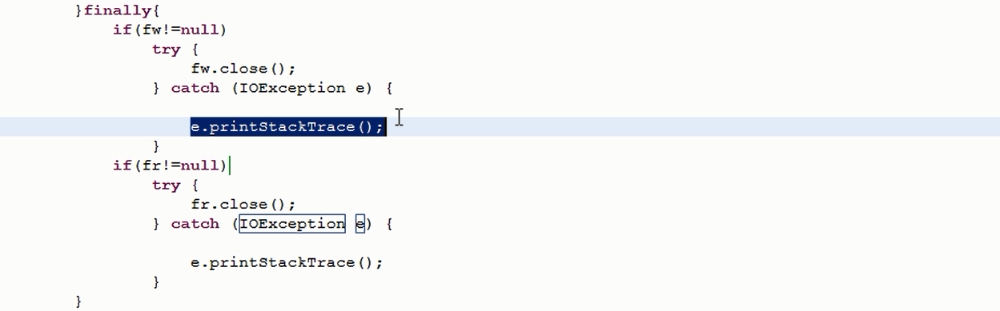 }finally{
if(fw!=null)
try {
fw.close();
} catch (IOException e) {
e.printStackTrace();
}
if(fr!=null)
try {
fr.close();
} catch (IOException e) {
e.printStackTrace();
}
}